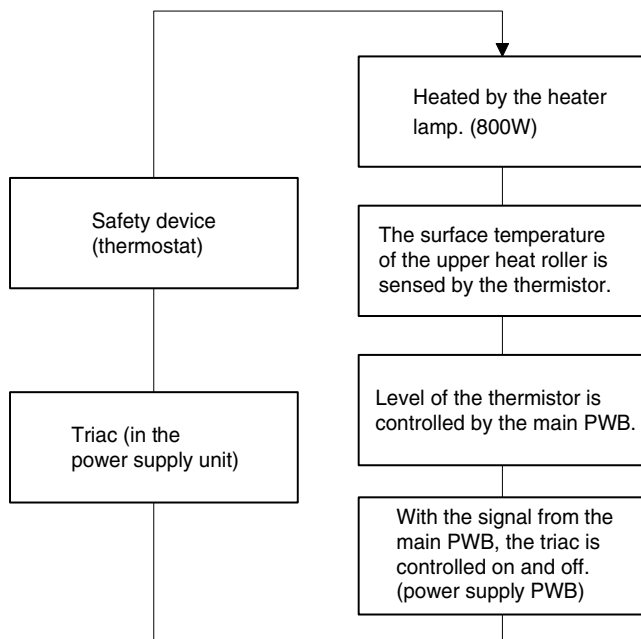 Heated by the heater
lamp. (800W)
Safety device
(thermostat)
The surface temperature
of the upper heat roller is
sensed by the thermistor.
Level of the thermistor is
controlled by the main PWB.
Triac (in the
power supply unit)
With the signal from the
main PWB, the triac is
controlled on and off.
(power supply PWB)